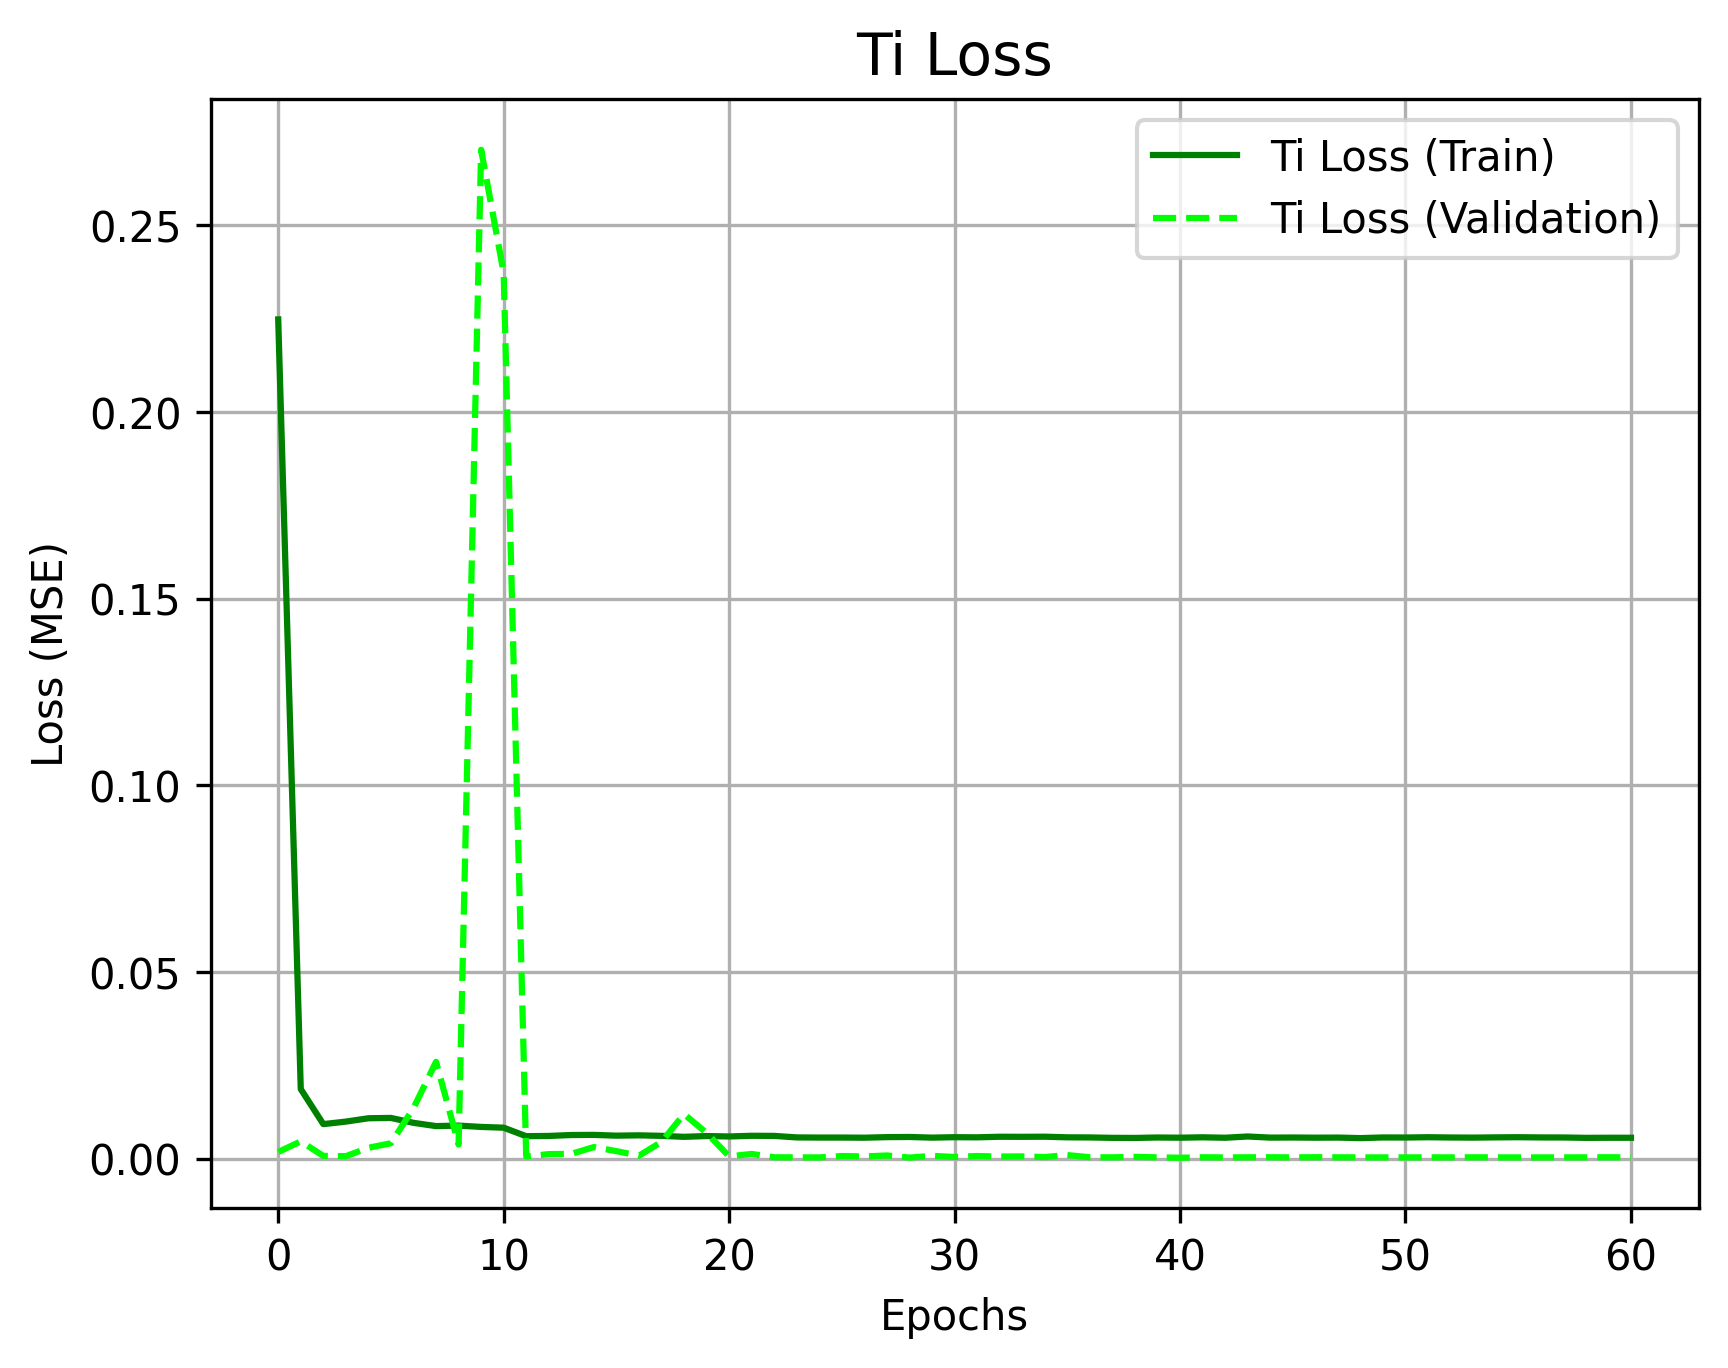 Ti Loss
Ti Loss (Train)
Ti Loss (Validation)
Loss (MSE)
0.25
0.20
0.15
0.10
0.05
0.00
0 10 20 30 40 50 60
Epochs